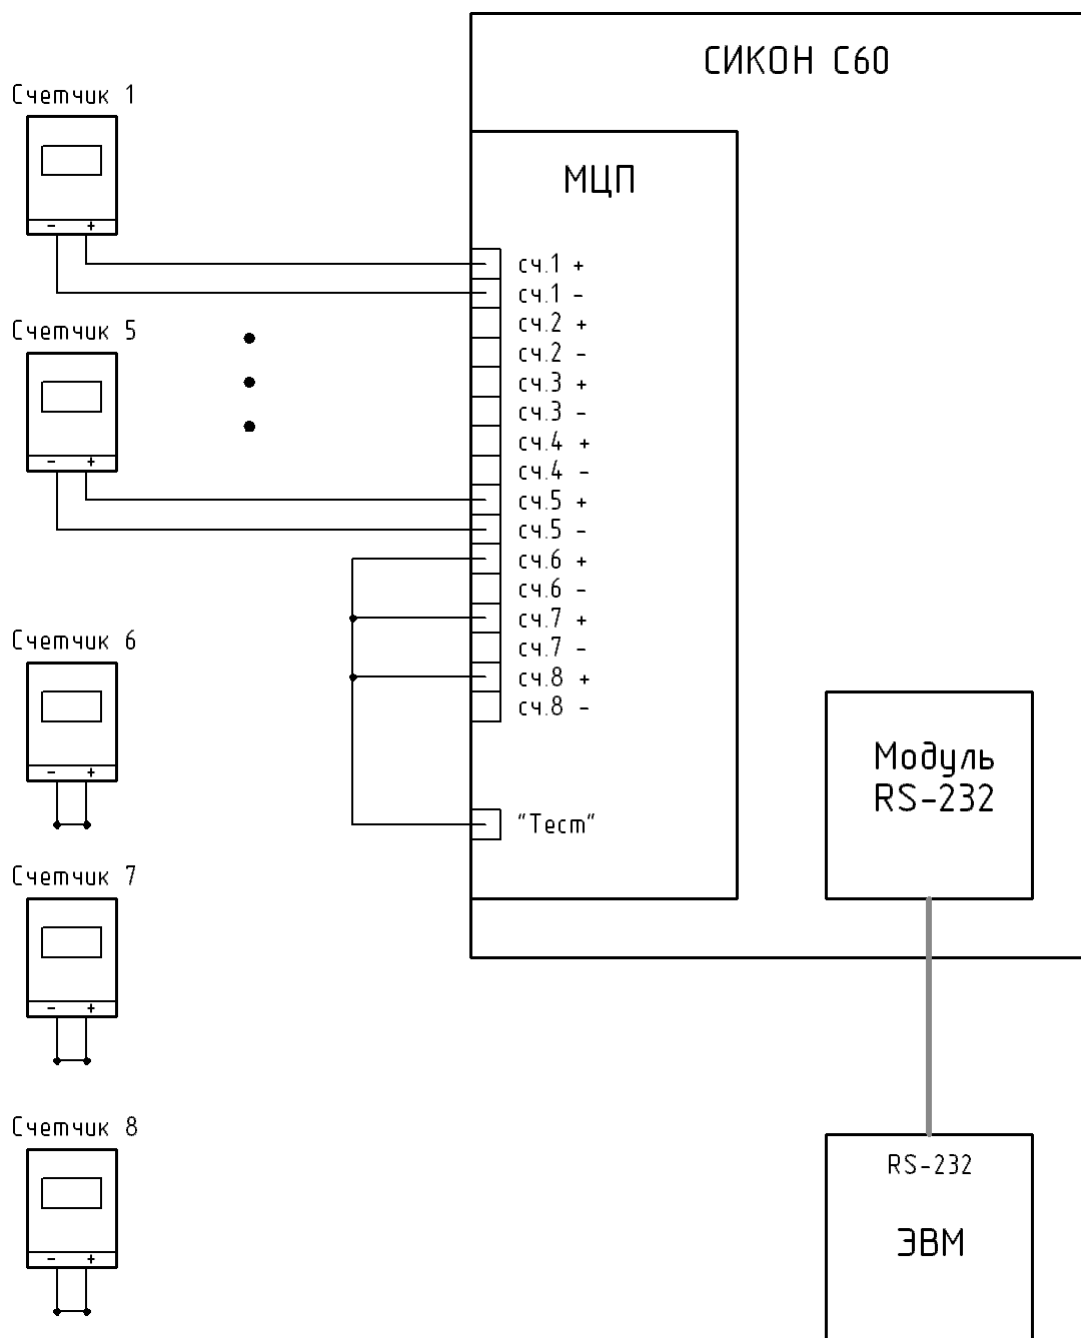 СИКОН С60
Счетчик 1
- +
МЦП
сч.1 +
сч.1 -
сч.2 +
сч.2 -
сч.3 +
сч.3 -
сч.4 +
сч.4 -
сч.5 +
сч.5 -
сч.6 +
сч.6 -
сч.7 +
сч.7 -
сч.8 +
сч.8 -
"Тест"
Счетчик 5
- +
Счетчик 6
- +
Счетчик 7
- +
Счетчик 8
- +
Модуль
RS-232
RS-232
ЭВМ